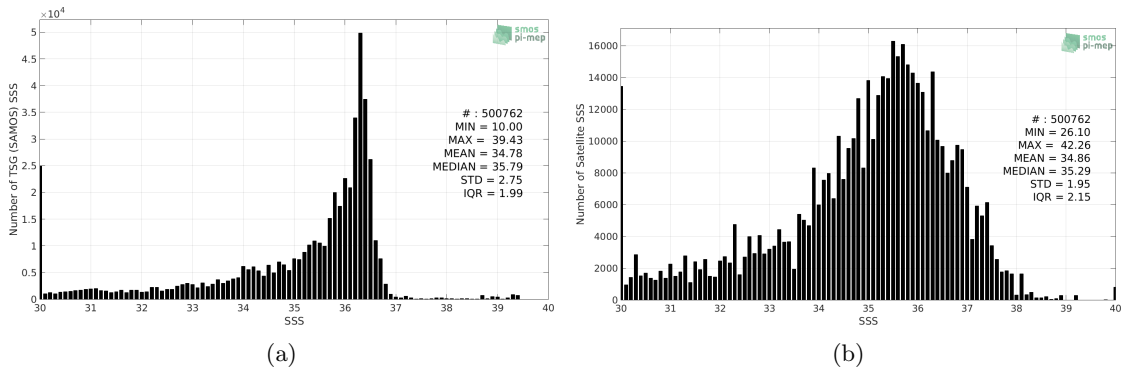 ×10⁴
5
4.5
4
3.5
3
2.5
2
1.5
1
0.5
0
Number of TSG (SAMOS) SSS
smos
pi-mep
# : 500762
MIN = 10.00
MAX = 39.43
MEAN = 34.78
MEDIAN = 35.79
STD = 2.75
IQR = 1.99
30 31 32 33 34 35 36 37 38 39 40
SSS
(a)
16000
14000
12000
10000
8000
6000
4000
2000
0
Number of Satellite SSS
smos
pi-mep
# : 500762
MIN = 26.10
MAX = 42.26
MEAN = 34.86
MEDIAN = 35.29
STD = 1.95
IQR = 2.15
30 31 32 33 34 35 36 37 38 39 40
SSS
(b)